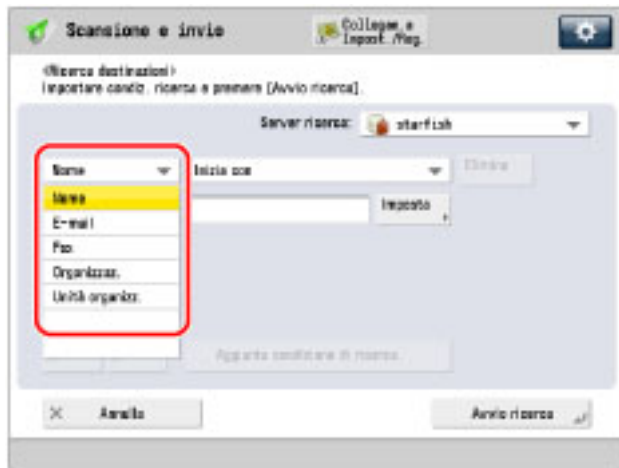 Scansione e invio
Collegam. a
Impost./Reg.
<Ricerca destinazioni>
Impostare condiz. ricerca e premere [Avvio ricerca].
Server ricerca: starfish
Nome Inizia con Elimina
Nome
E-mail
Fax
Organizzaz.
Unità organizz.
Imposta
Aggiunta condizione di ricerca
Annulla Avvio ricerca